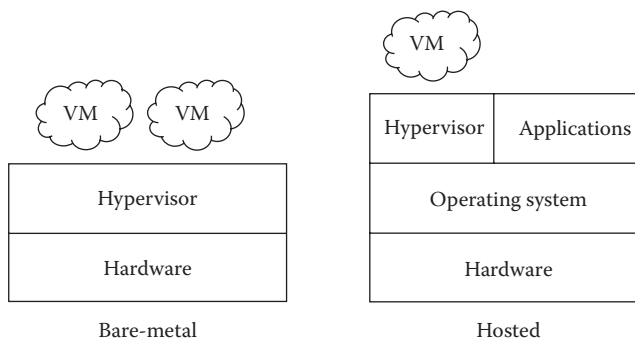 VM
VM
Hypervisor
Hardware
Bare-metal
VM
Hypervisor
Applications
Operating system
Hardware
Hosted